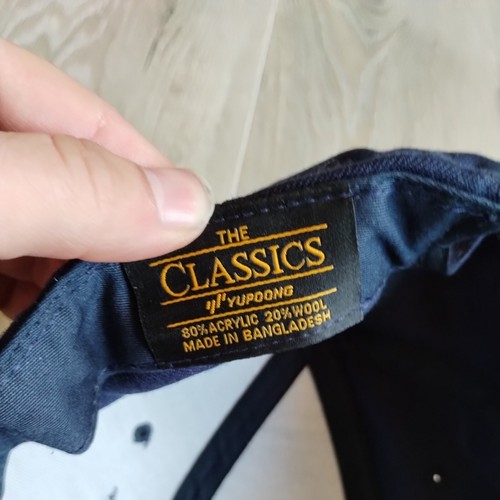 THE
CLASSICS
YUPOONG
80% ACRYLIC 20% WOOL
MADE IN BANGLADESH